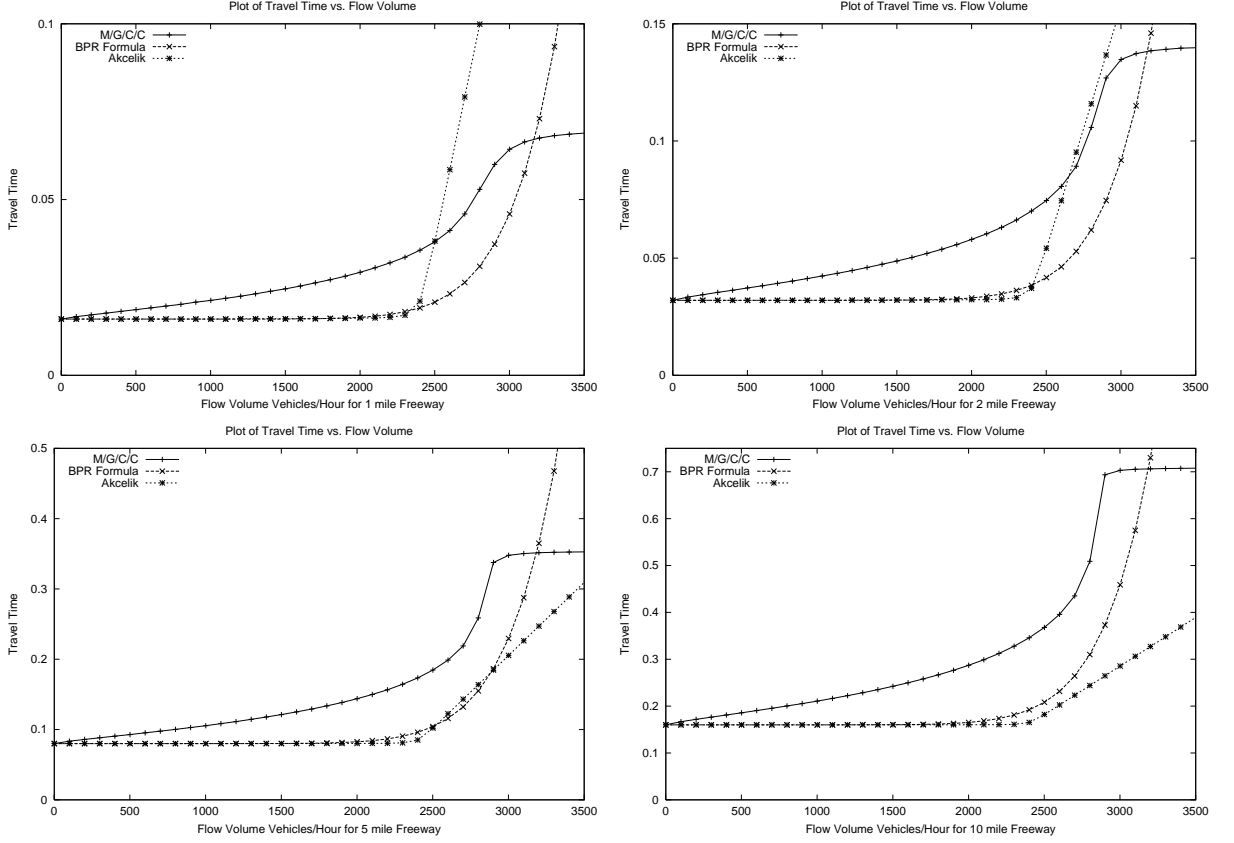 Plot of Travel Time vs. Flow Volume
0.1
0.05
0
Travel Time
M/G/C/C
BPR Formula
Akcelik
0 500 1000 1500 2000 2500 3000 3500
Flow Volume Vehicles/Hour for 1 mile Freeway
Plot of Travel Time vs. Flow Volume
0.15
0.1
0.05
0
Travel Time
M/G/C/C
BPR Formula
Akcelik
0 500 1000 1500 2000 2500 3000 3500
Flow Volume Vehicles/Hour for 2 mile Freeway
Plot of Travel Time vs. Flow Volume
0.5
0.4
0.3
0.2
0.1
0
Travel Time
M/G/C/C
BPR Formula
Akcelik
0 500 1000 1500 2000 2500 3000 3500
Flow Volume Vehicles/Hour for 5 mile Freeway
Plot of Travel Time vs. Flow Volume
0.7
0.6
0.5
0.4
0.3
0.2
0.1
0
Travel Time
M/G/C/C
BPR Formula
Akcelik
0 500 1000 1500 2000 2500 3000 3500
Flow Volume Vehicles/Hour for 10 mile Freeway